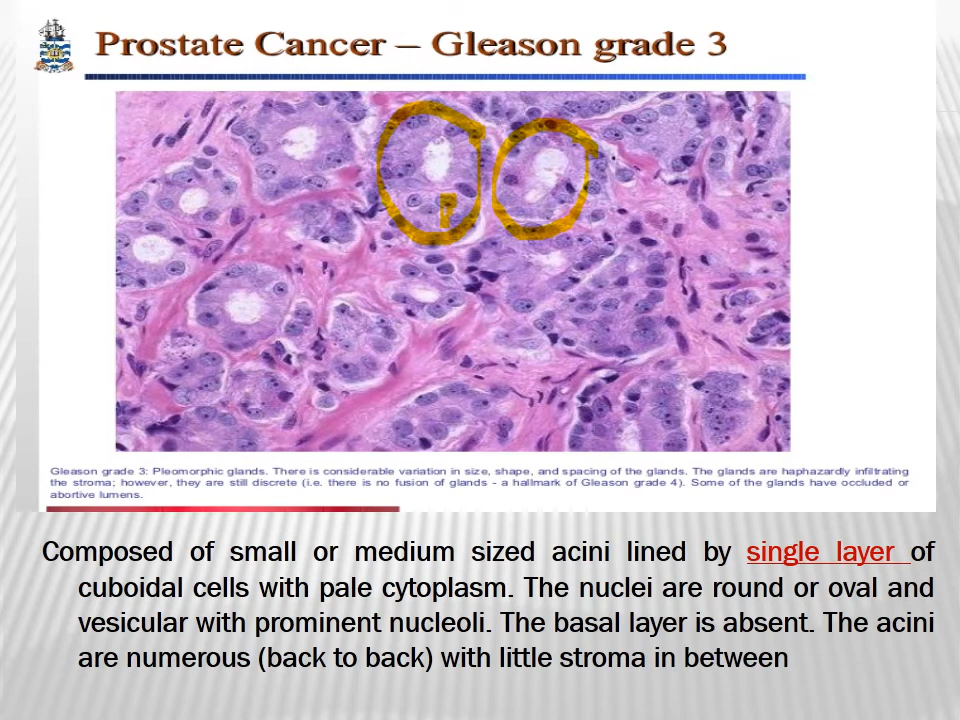 Prostate Cancer – Gleason grade 3
Gleason grade 3: Pleomorphic glands. There is considerable variation in size, shape, and spacing of the glands. The glands are haphazardly infiltrating
the stroma; however, they are still discrete (i.e. there is no fusion of glands - a hallmark of Gleason grade 4). Some of the glands have occluded or
abortive lumens.
Composed of small or medium sized acini lined by single layer of
cuboidal cells with pale cytoplasm. The nuclei are round or oval and
vesicular with prominent nucleoli. The basal layer is absent. The acini
are numerous (back to back) with little stroma in between